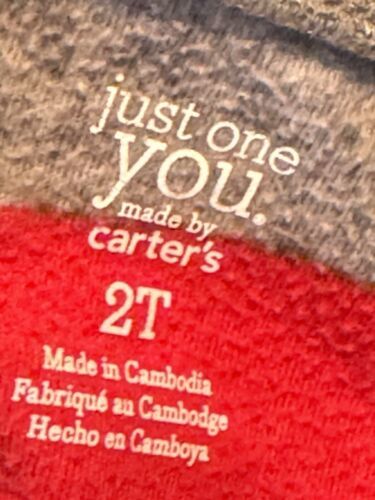 just one
you.
made by
carter's
2T
Made in Cambodia
Fabriqué au Cambodge
Hecho en Camboya